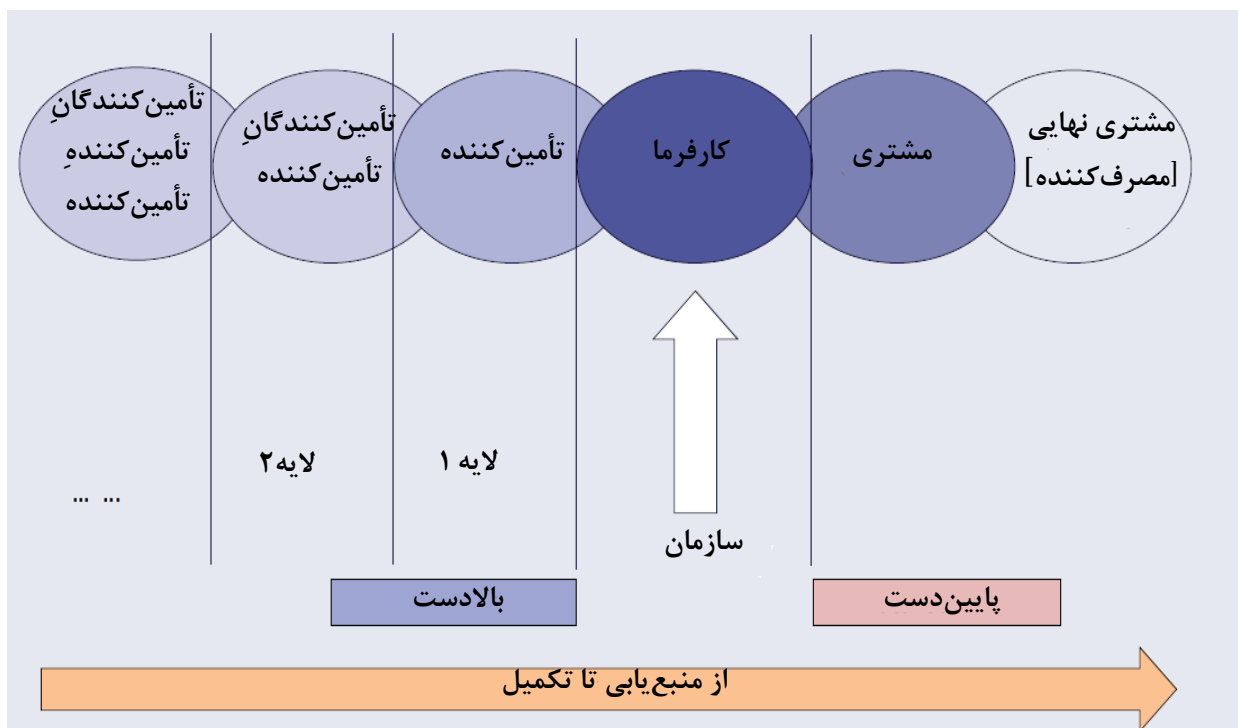 تأمین‌کنندگانِ
تأمین‌کنندهِ
تأمین‌کننده
تأمین‌کنندگانِ
تأمین‌کننده
تأمین‌کننده
کارفرما
مشتری
مشتری نهایی
[مصرف‌کننده]
... ...
لایه۲
لایه ۱
سازمان
بالادست
پایین‌دست
از منبع‌یابی تا تکمیل